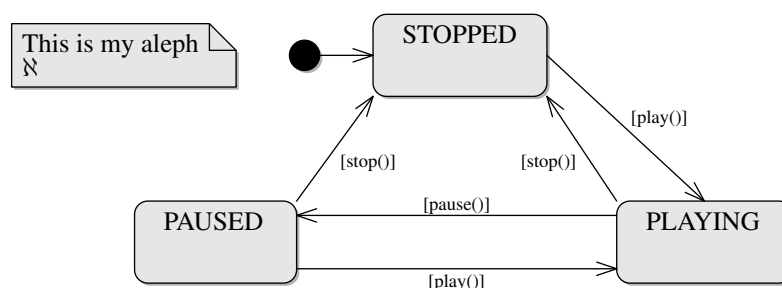 This is my aleph
ℵ
STOPPED
[play()]
[stop()]
[stop()]
PAUSED
[pause()]
PLAYING
[play()]